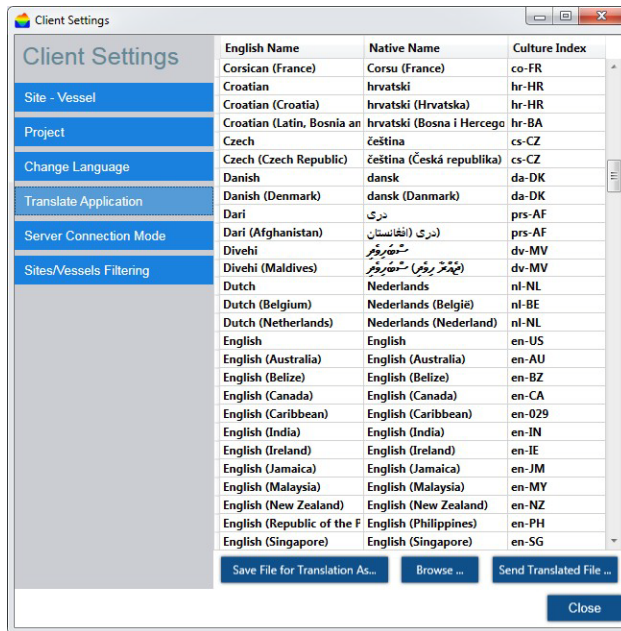 Client Settings
Client Settings
Site - Vessel
Project
Change Language
Translate Application
Server Connection Mode
Sites/Vessels Filtering
English Name Native Name Culture Index
Corsican (France) Corsu (France) co-FR
Croatian hrvatski hr-HR
Croatian (Croatia) hrvatski (Hrvatska) hr-HR
Croatian (Latin, Bosnia an hrvatski (Bosna i Hercego hr-BA
Czech čeština cs-CZ
Czech (Czech Republic) čeština (Česká republika) cs-CZ
Danish dansk da-DK
Danish (Denmark) dansk (Danmark) da-DK
Dari درى prs-AF
Dari (Afghanistan) درى (افغانستان) prs-AF
Divehi ދިވެހިބަސް dv-MV
Divehi (Maldives) ދިވެހިބަސް (ދިވެހި ރާއްޖެ) dv-MV
Dutch Nederlands nl-NL
Dutch (Belgium) Nederlands (België) nl-BE
Dutch (Netherlands) Nederlands (Nederland) nl-NL
English English en-US
English (Australia) English (Australia) en-AU
English (Belize) English (Belize) en-BZ
English (Canada) English (Canada) en-CA
English (Caribbean) English (Caribbean) en-029
English (India) English (India) en-IN
English (Ireland) English (Ireland) en-IE
English (Jamaica) English (Jamaica) en-JM
English (Malaysia) English (Malaysia) en-MY
English (New Zealand) English (New Zealand) en-NZ
English (Republic of the P English (Philippines) en-PH
English (Singapore) English (Singapore) en-SG
Save File for Translation As... Browse ... Send Translated File ...
Close